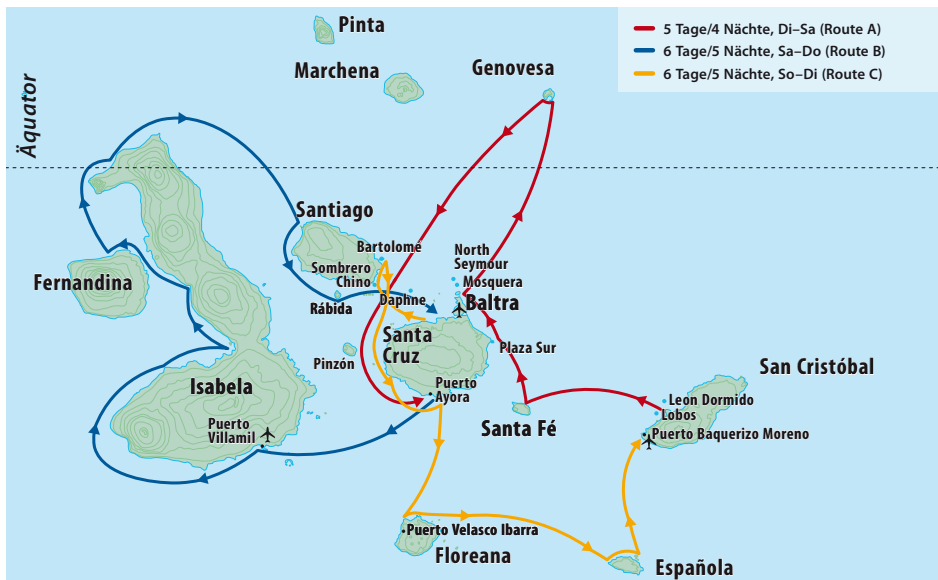 Pinta
Marchena
Genovesa
5 Tage/4 Nächte, Di–Sa (Route A)
6 Tage/5 Nächte, Sa–Do (Route B)
6 Tage/5 Nächte, So–Di (Route C)
Äquator
Santiago
Bartolomé
Sombrero
Chino
North
Seymour
Mosquera
Fernandina
Rábida
Daphne
Baltra
Santa
Cruz
Plaza Sur
Pinzón
San Cristóbal
Isabela
Puerto
Ayora
Leon Dormido
Lobos
Puerto
Villamil
Santa Fé
Puerto Baquerizo Moreno
Puerto Velasco Ibarra
Floreana
Española